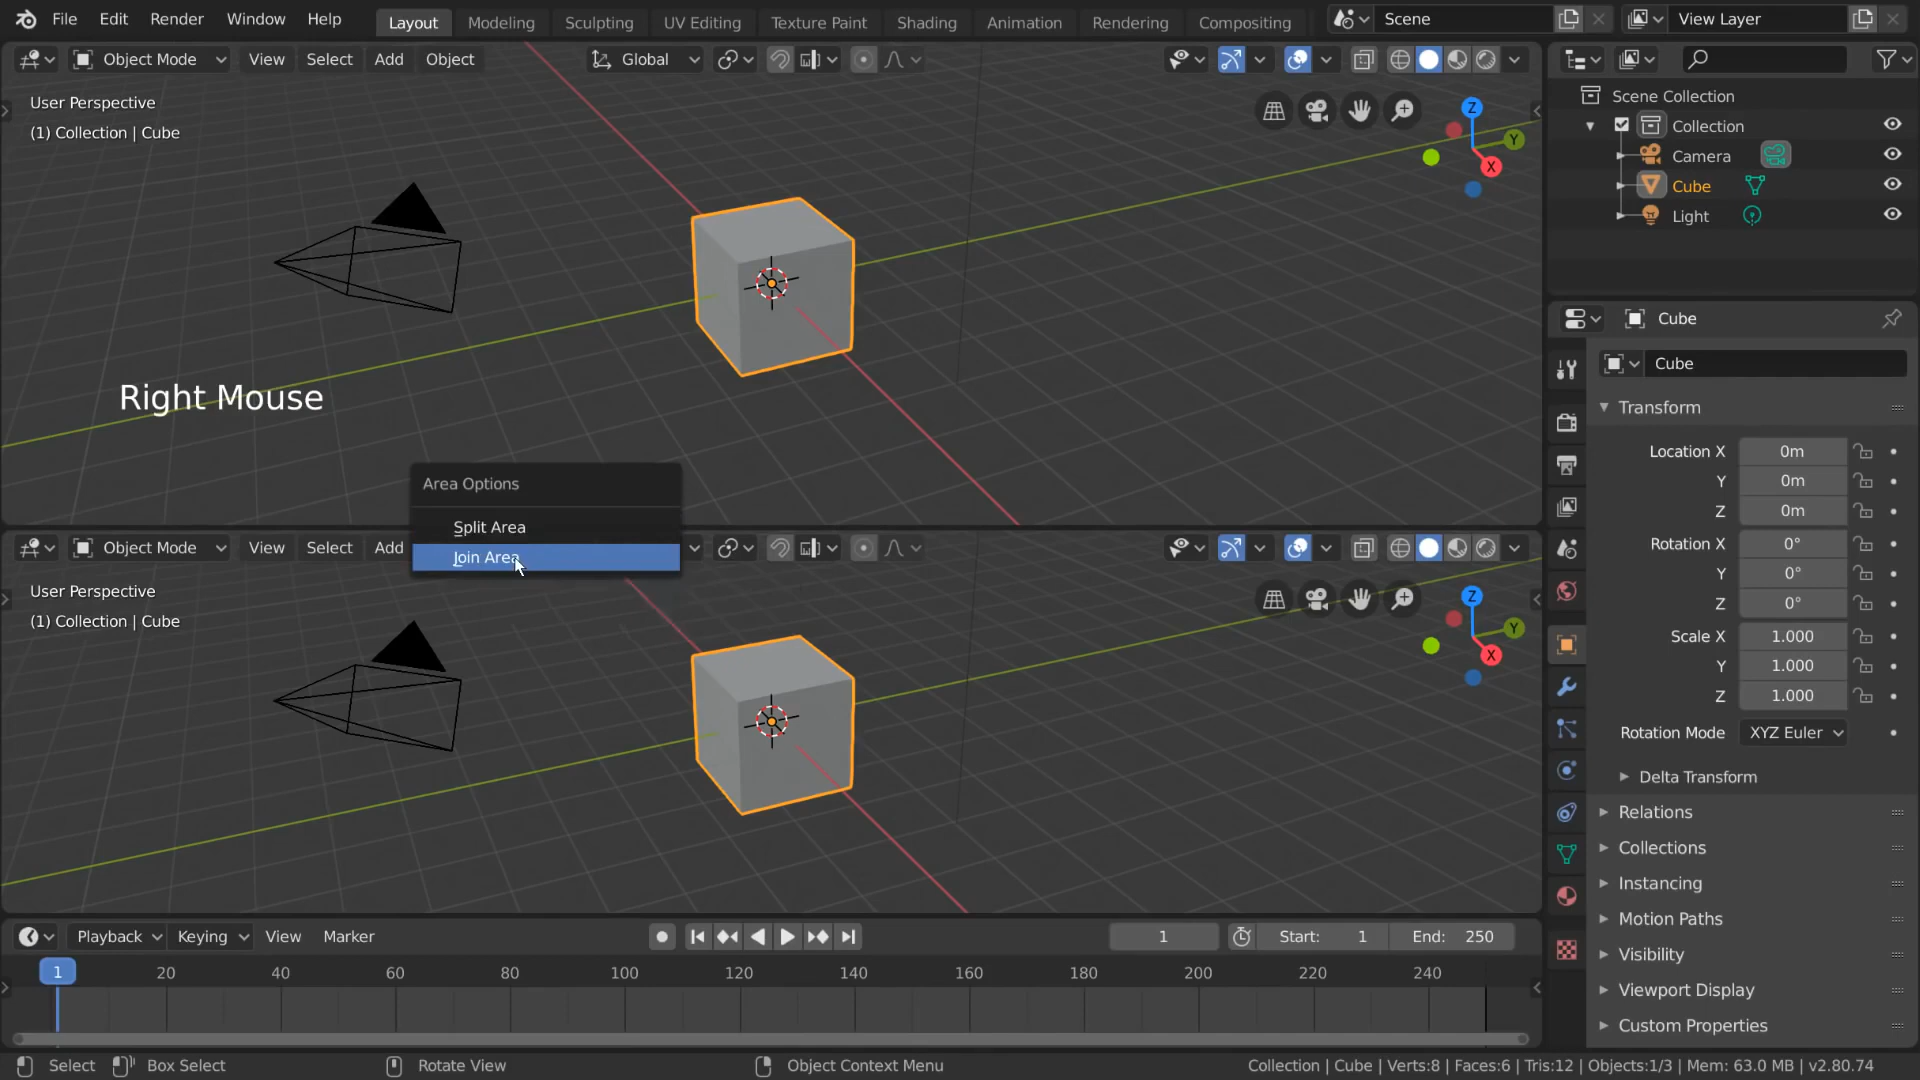 File Edit Render Window Help Layout Modeling Sculpting UV Editing Texture Paint Shading Animation Rendering Compositing Scene View Layer
Object Mode View Select Add Object Global
User Perspective
(1) Collection | Cube
Z
Y
X
Right Mouse
Area Options
Split Area
Join Area
Object Mode View Select Add
User Perspective
(1) Collection | Cube
Z
Y
X
Playback Keying View Marker 1 Start: 1 End: 250
1 20 40 60 80 100 120 140 160 180 200 220 240
Scene Collection
Collection
Camera
Cube
Light
Cube
Cube
Transform
Location X 0m
Y 0m
Z 0m
Rotation X 0°
Y 0°
Z 0°
Scale X 1.000
Y 1.000
Z 1.000
Rotation Mode XYZ Euler
Delta Transform
Relations
Collections
Instancing
Motion Paths
Visibility
Viewport Display
Custom Properties
Select Box Select Rotate View Object Context Menu Collection | Cube | Verts:8 | Faces:6 | Tris:12 | Objects:1/3 | Mem: 63.0 MB | v2.80.74